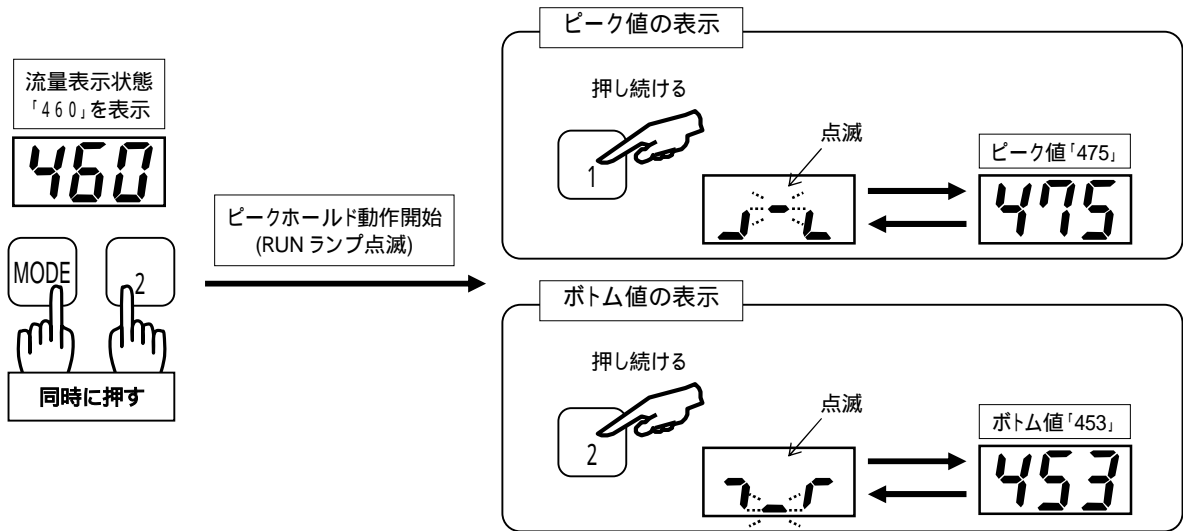 流量表示状態
「460」を表示
460
MODE
2
同時に押す
ピークホールド動作開始
(RUN ランプ点滅)
ピーク値の表示
押し続ける
1
点滅
ピーク値「475」
475
ボトム値の表示
押し続ける
2
点滅
ボトム値「453」
453